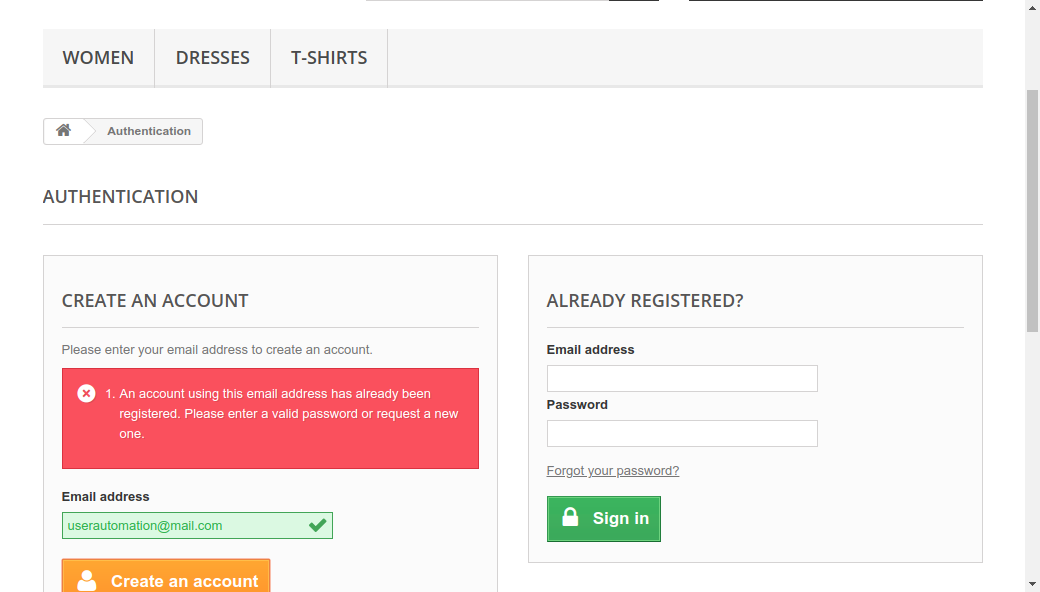 WOMEN DRESSES T-SHIRTS
Authentication
AUTHENTICATION
CREATE AN ACCOUNT
Please enter your email address to create an account.
1. An account using this email address has already been
registered. Please enter a valid password or request a new
one.
Email address
userautomation@mail.com
Create an account
ALREADY REGISTERED?
Email address
Password
Forgot your password?
Sign in